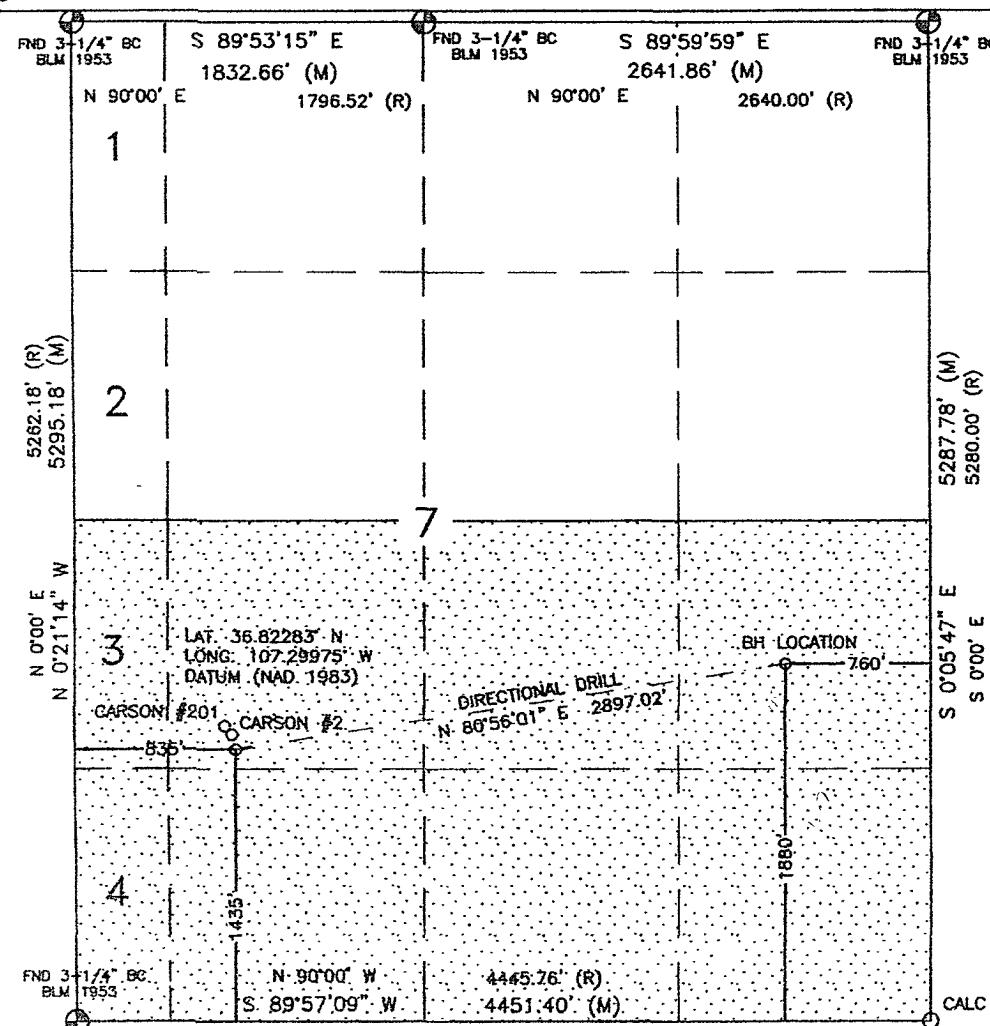 FND 3-1/4" BC
BLM 1953
S 89°53'15" E
1832.66' (M)
N 90°00' E
1796.52' (R)
FND 3-1/4" BC
BLM 1953
S 89°59'59" E
2641.86' (M)
N 90°00' E
2640.00' (R)
FND 3-1/4" BC
BLM 1953
1
2
5262.18' (R)
5295.18' (M)
5287.78' (M)
5280.00' (R)
7
N 0°00' E
N 0°21'14" W
3
LAT. 36.82283° N
LONG. 107.29975° W
DATUM (NAD 1983)
CARSON #201
CARSON #2
835'
DIRECTIONAL DRILL
N 80°56'01" E 2897.02'
BH LOCATION
760'
S 0°05'47" E
S 0°00' E
4
1435'
1880'
FND 3-1/4" BC
BLM 1953
N 90°00' W
4445.76' (R)
S 89°57'09" W
4451.40' (M)
CALC